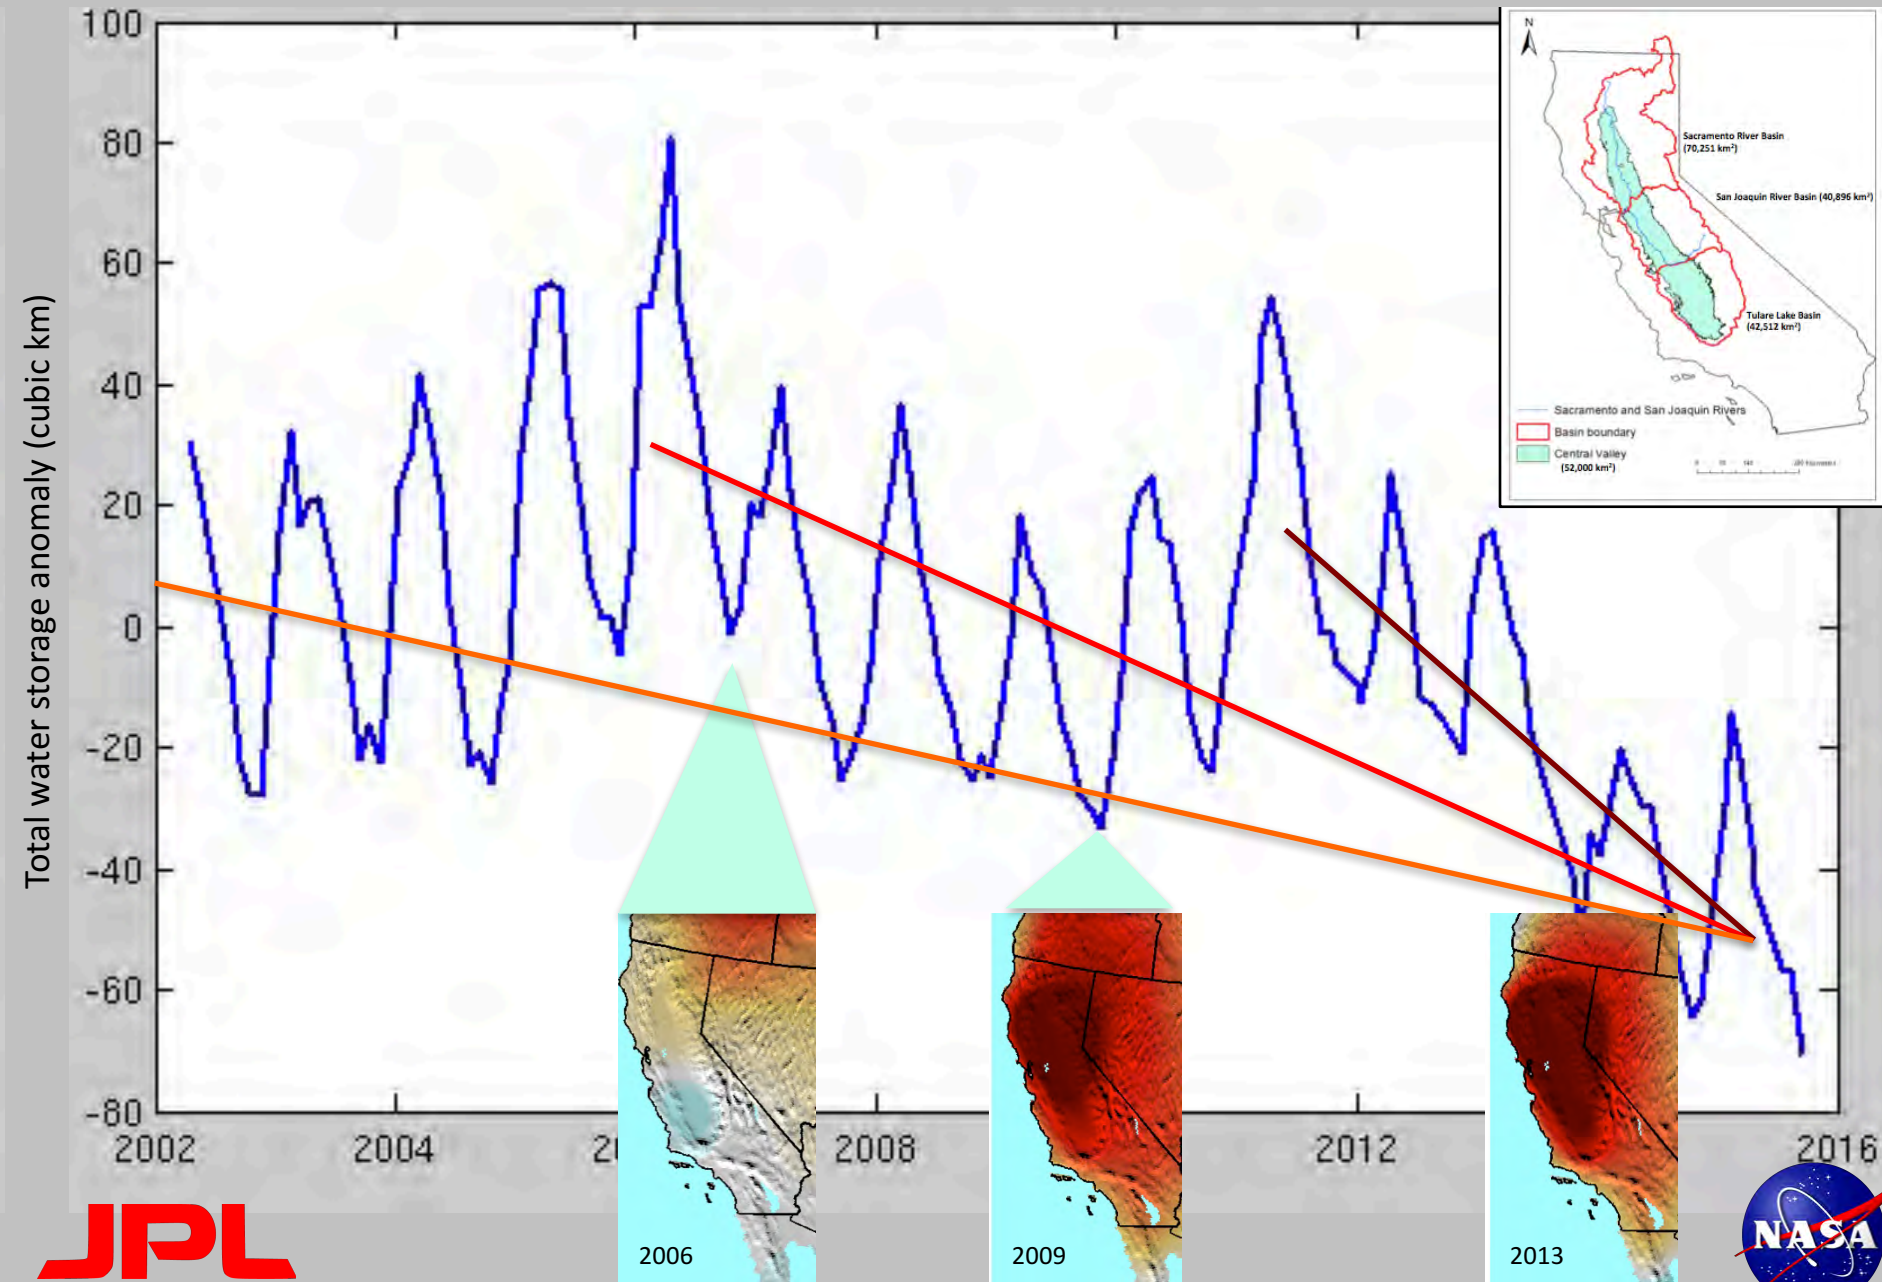 Total water storage anomaly (cubic km)
100
80
60
40
20
0
-20
-40
-60
-80
2002
2004
2008
2012
2016
N
Sacramento River Basin
(70,251 km²)
San Joaquin River Basin (40,896 km²)
Tulare Lake Basin
(42,512 km²)
Sacramento and San Joaquin Rivers
Basin boundary
Central Valley
(52,000 km²)
2006
2009
2013
JPL
NASA